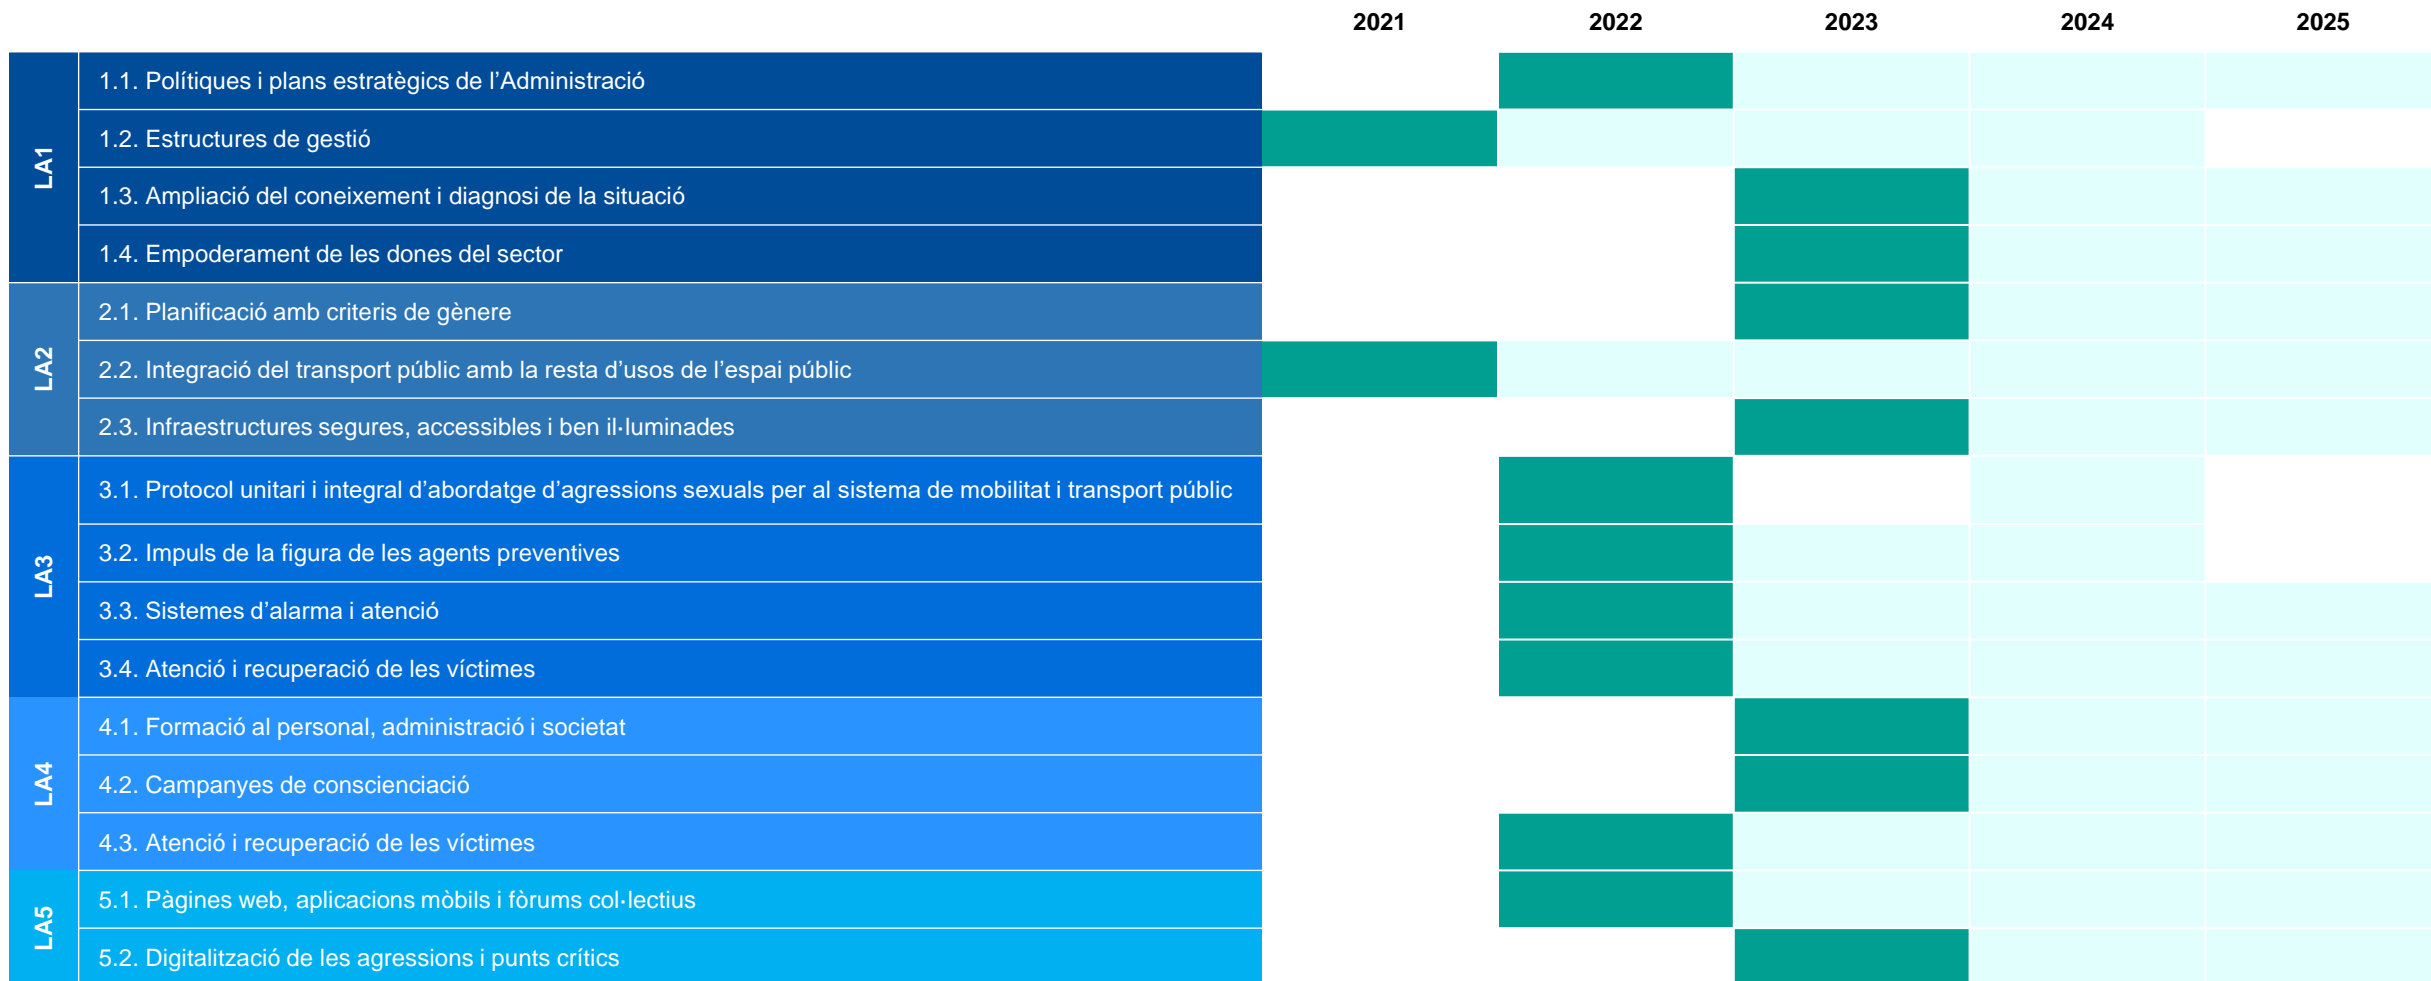 2021 2022 2023 2024 2025
LA1
1.1. Polítiques i plans estratègics de l’Administració
1.2. Estructures de gestió
1.3. Ampliació del coneixement i diagnosi de la situació
1.4. Empoderament de les dones del sector
LA2
2.1. Planificació amb criteris de gènere
2.2. Integració del transport públic amb la resta d’usos de l’espai públic
2.3. Infraestructures segures, accessibles i ben il·luminades
LA3
3.1. Protocol unitari i integral d’abordatge d’agressions sexuals per al sistema de mobilitat i transport públic
3.2. Impuls de la figura de les agents preventives
3.3. Sistemes d’alarma i atenció
3.4. Atenció i recuperació de les víctimes
LA4
4.1. Formació al personal, administració i societat
4.2. Campanyes de conscienciació
4.3. Atenció i recuperació de les víctimes
LA5
5.1. Pàgines web, aplicacions mòbils i fòrums col·lectius
5.2. Digitalització de les agressions i punts crítics